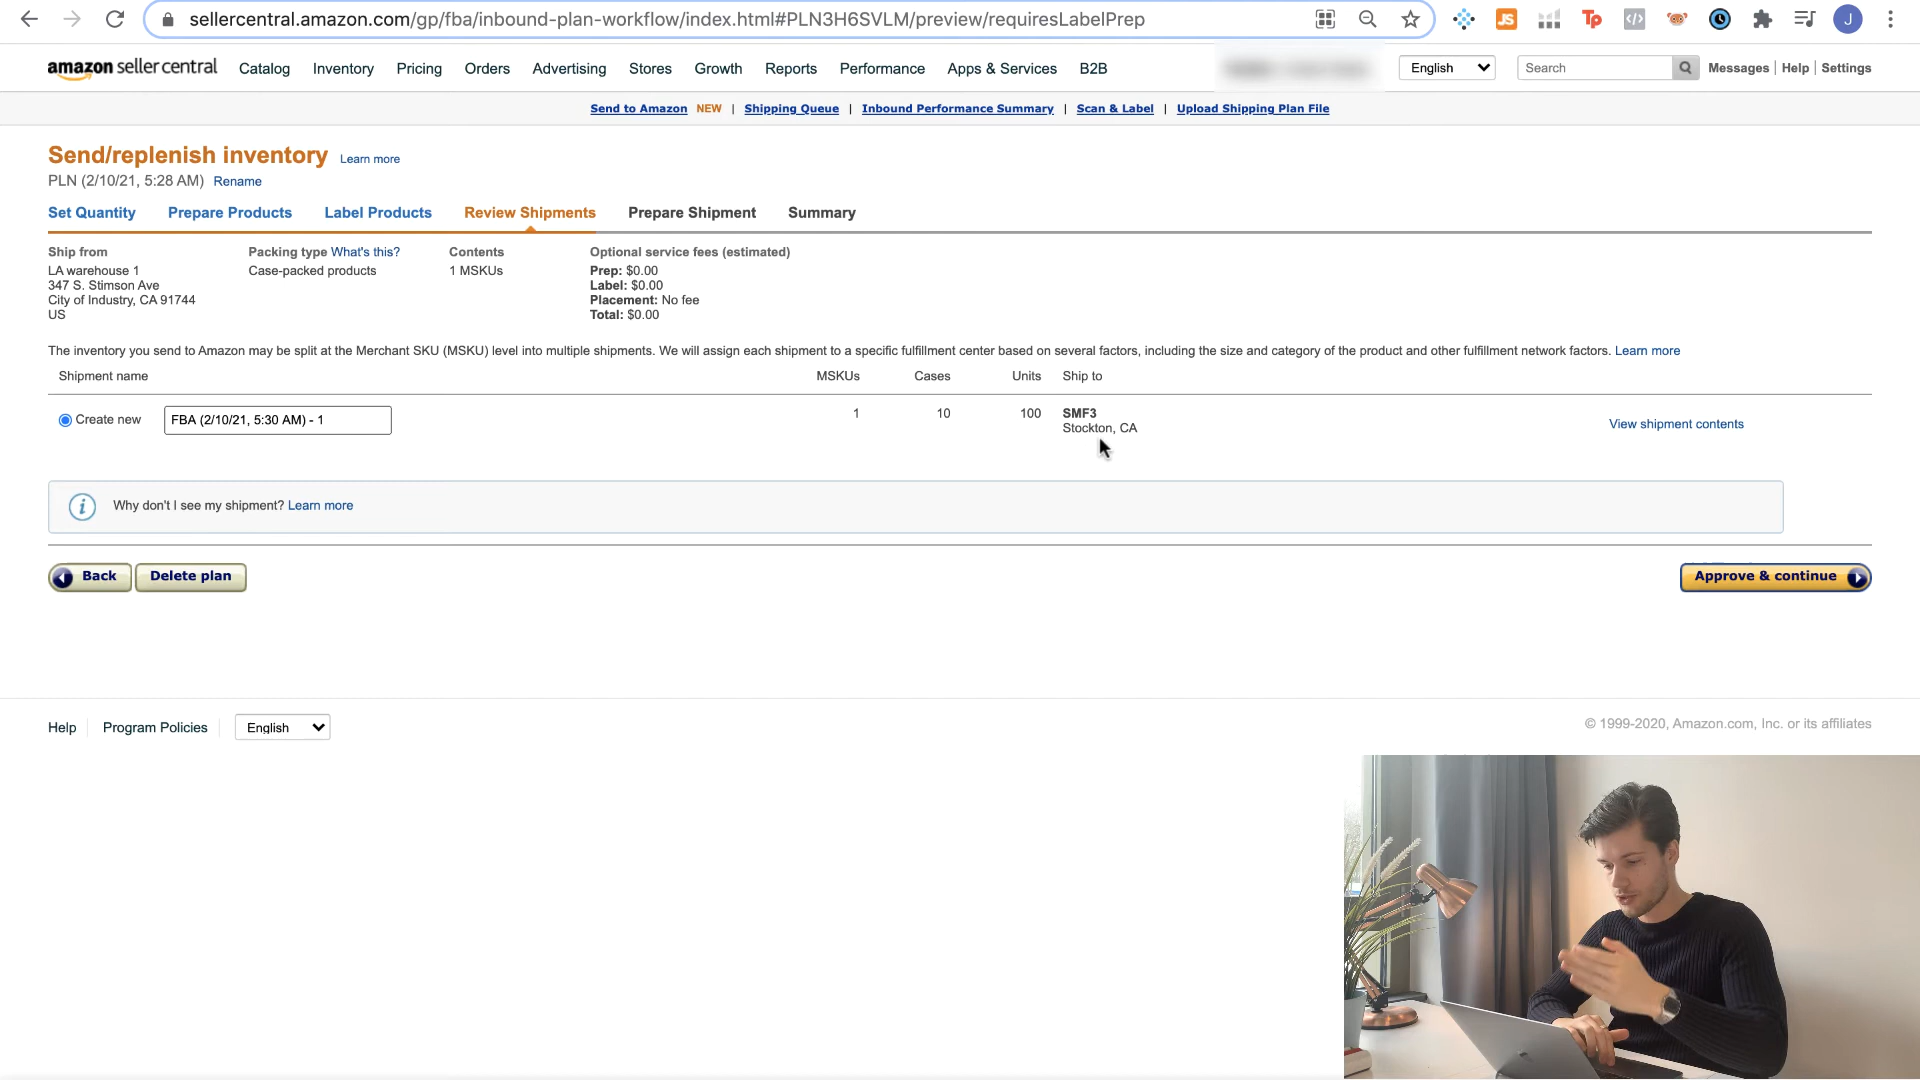 sellercentral.amazon.com/gp/fba/inbound-plan-workflow/index.html#PLN3H6SVLM/preview/requiresLabelPrep
JS
Tp
J
amazon seller central Catalog Inventory Pricing Orders Advertising Stores Growth Reports Performance Apps & Services B2B English Search Messages | Help | Settings
Send to Amazon NEW | Shipping Queue | Inbound Performance Summary | Scan & Label | Upload Shipping Plan File
Send/replenish inventory Learn more
PLN (2/10/21, 5:28 AM) Rename
Set Quantity Prepare Products Label Products Review Shipments Prepare Shipment Summary
Ship from
LA warehouse 1
347 S. Stimson Ave
City of Industry, CA 91744
US
Packing type What's this?
Case-packed products
Contents
1 MSKUs
Optional service fees (estimated)
Prep: $0.00
Label: $0.00
Placement: No fee
Total: $0.00
The inventory you send to Amazon may be split at the Merchant SKU (MSKU) level into multiple shipments. We will assign each shipment to a specific fulfillment center based on several factors, including the size and category of the product and other fulfillment network factors. Learn more
Shipment name MSKUs Cases Units Ship to
Create new FBA (2/10/21, 5:30 AM) - 1 1 10 100 SMF3
Stockton, CA
View shipment contents
i Why don't I see my shipment? Learn more
Back Delete plan Approve & continue
Help Program Policies English © 1999-2020, Amazon.com, Inc. or its affiliates